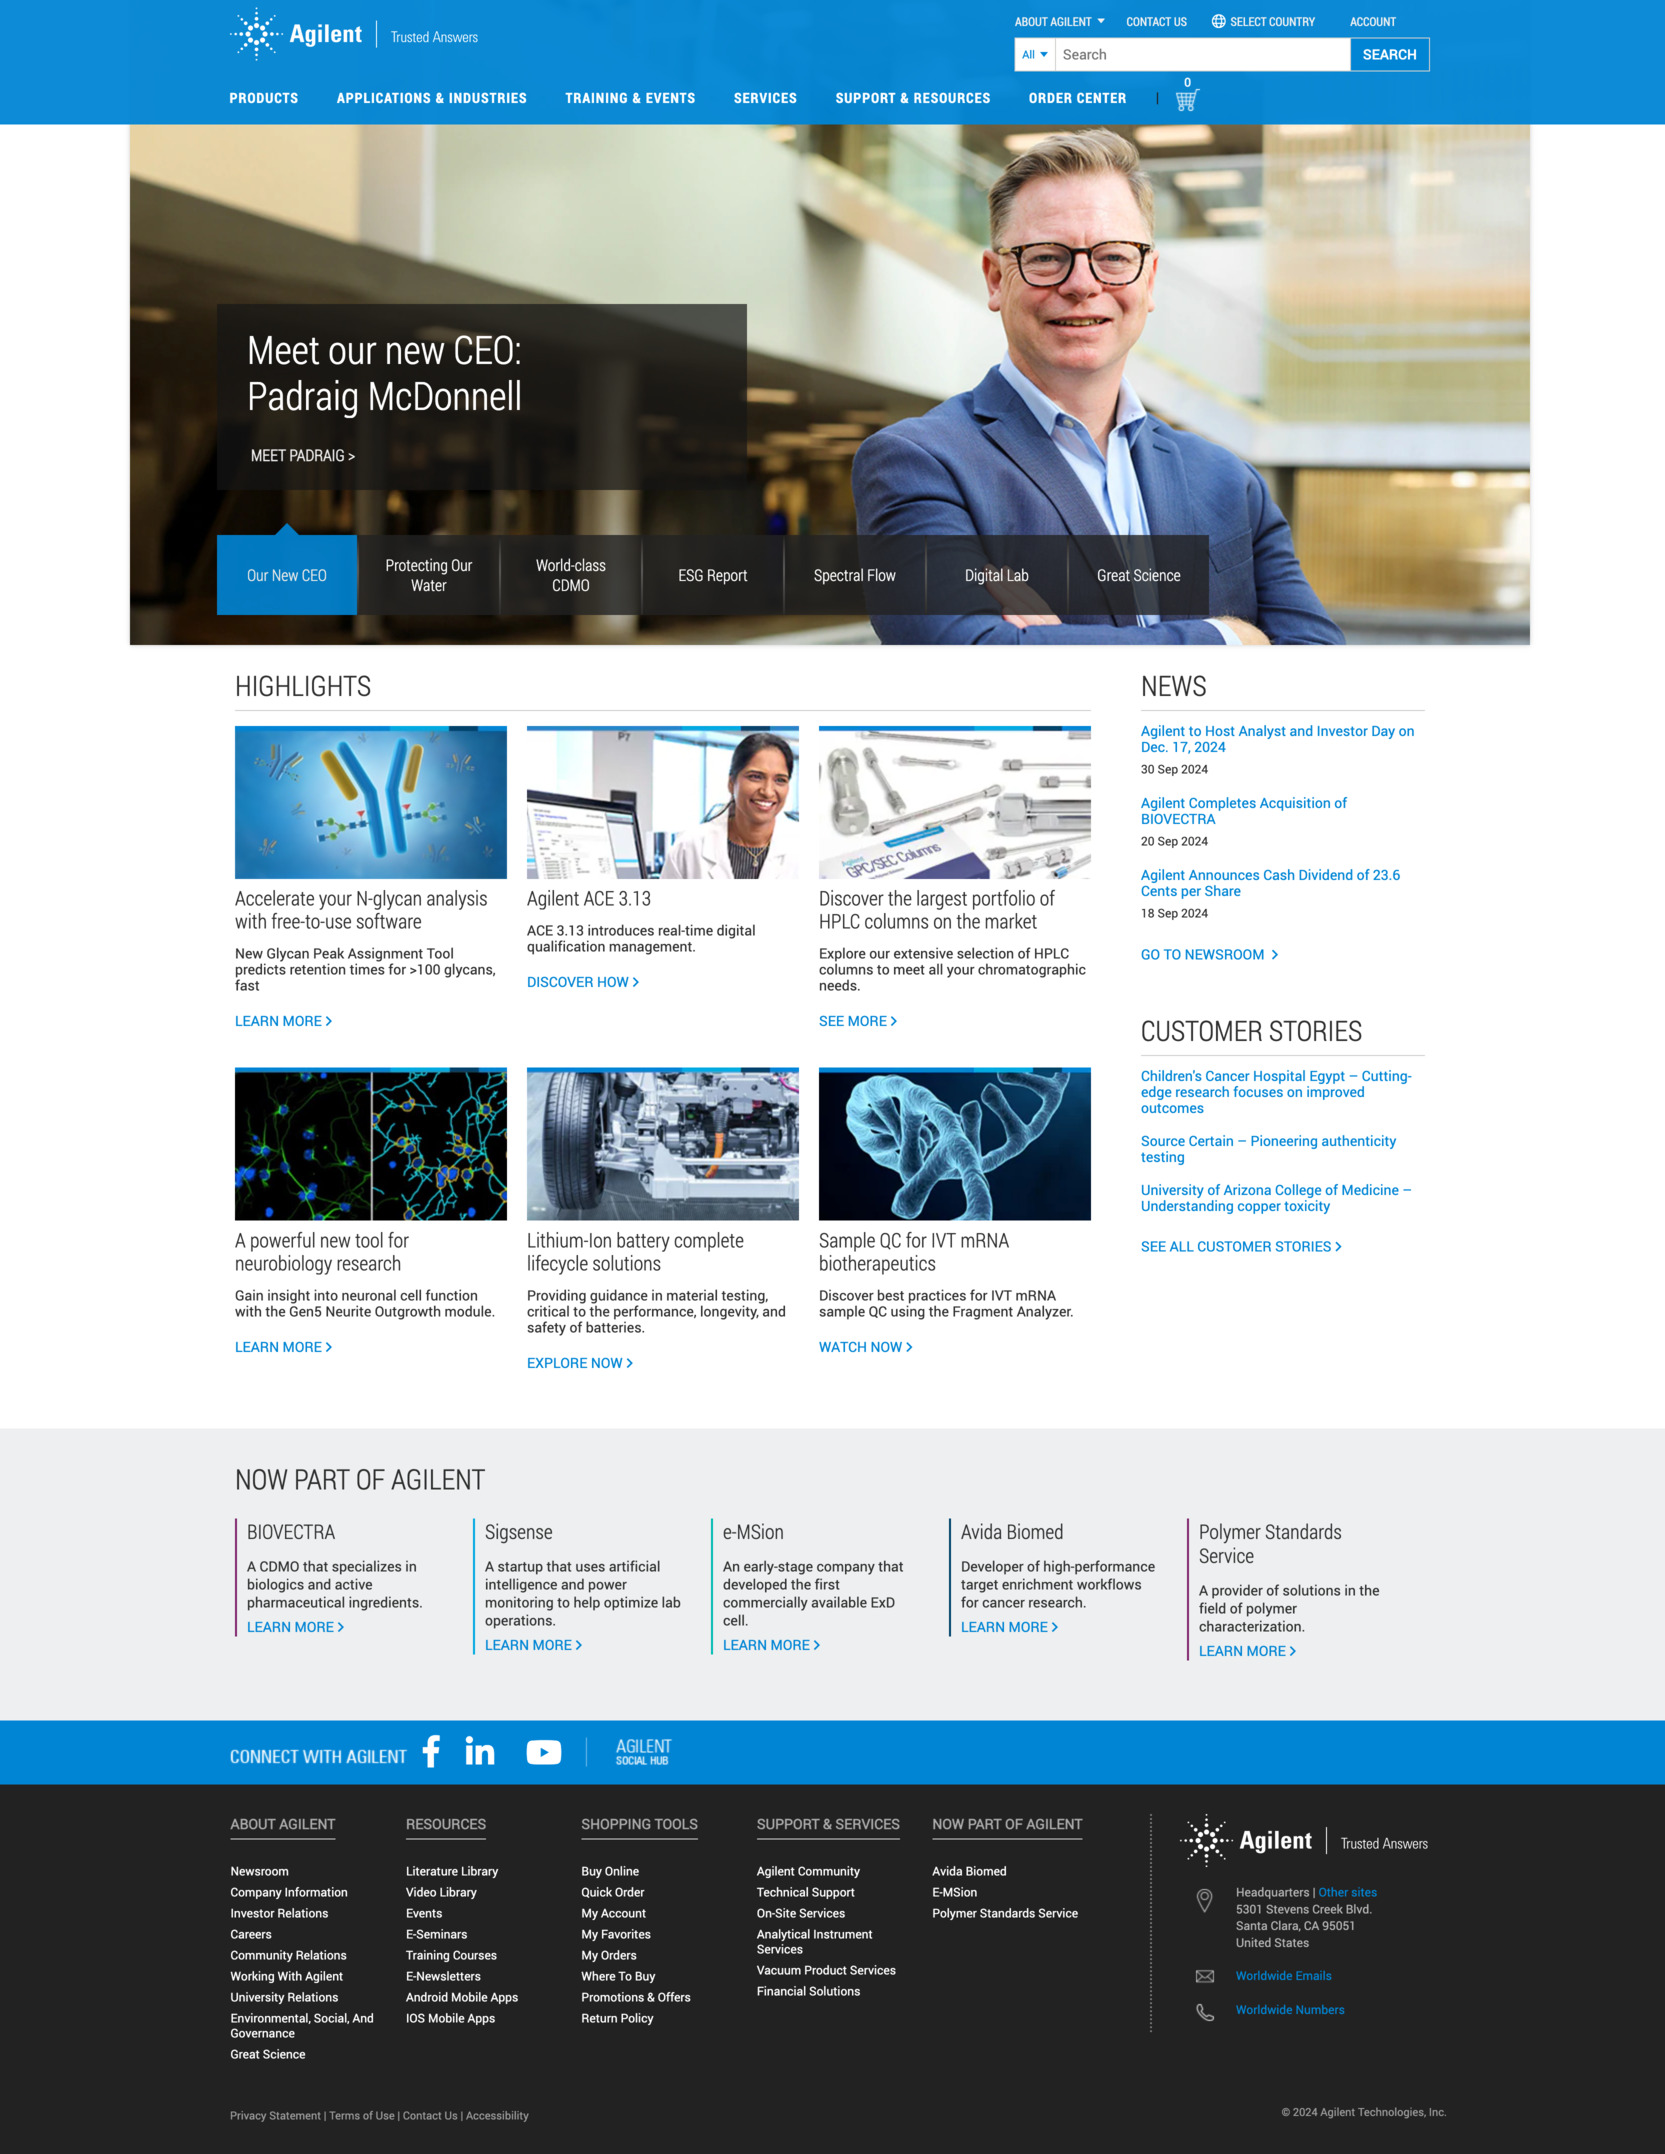 Agilent | Trusted Answers
ABOUT AGILENT
CONTACT US
SELECT COUNTRY
ACCOUNT
All
Search
SEARCH
PRODUCTS
APPLICATIONS & INDUSTRIES
TRAINING & EVENTS
SERVICES
SUPPORT & RESOURCES
ORDER CENTER
0
Meet our new CEO:
Padraig McDonnell
MEET PADRAIG >
Our New CEO
Protecting Our
Water
World-class
CDMO
ESG Report
Spectral Flow
Digital Lab
Great Science
HIGHLIGHTS
Accelerate your N-glycan analysis
with free-to-use software
New Glycan Peak Assignment Tool
predicts retention times for >100 glycans,
fast
LEARN MORE >
P7
Agilent ACE 3.13
ACE 3.13 introduces real-time digital
qualification management.
DISCOVER HOW >
Agilent
GPC/SEC Columns
Discover the largest portfolio of
HPLC columns on the market
Explore our extensive selection of HPLC
columns to meet all your chromatographic
needs.
SEE MORE >
A powerful new tool for
neurobiology research
Gain insight into neuronal cell function
with the Gen5 Neurite Outgrowth module.
LEARN MORE >
Lithium-Ion battery complete
lifecycle solutions
Providing guidance in material testing,
critical to the performance, longevity, and
safety of batteries.
EXPLORE NOW >
Sample QC for IVT mRNA
biotherapeutics
Discover best practices for IVT mRNA
sample QC using the Fragment Analyzer.
WATCH NOW >
NEWS
Agilent to Host Analyst and Investor Day on
Dec. 17, 2024
30 Sep 2024
Agilent Completes Acquisition of
BIOVECTRA
20 Sep 2024
Agilent Announces Cash Dividend of 23.6
Cents per Share
18 Sep 2024
GO TO NEWSROOM >
CUSTOMER STORIES
Children's Cancer Hospital Egypt – Cutting-
edge research focuses on improved
outcomes
Source Certain – Pioneering authenticity
testing
University of Arizona College of Medicine –
Understanding copper toxicity
SEE ALL CUSTOMER STORIES >
NOW PART OF AGILENT
BIOVECTRA
A CDMO that specializes in
biologics and active
pharmaceutical ingredients.
LEARN MORE >
Sigsense
A startup that uses artificial
intelligence and power
monitoring to help optimize lab
operations.
LEARN MORE >
e-MSion
An early-stage company that
developed the first
commercially available ExD
cell.
LEARN MORE >
Avida Biomed
Developer of high-performance
target enrichment workflows
for cancer research.
LEARN MORE >
Polymer Standards
Service
A provider of solutions in the
field of polymer
characterization.
LEARN MORE >
CONNECT WITH AGILENT
AGILENT
SOCIAL HUB
ABOUT AGILENT
Newsroom
Company Information
Investor Relations
Careers
Community Relations
Working With Agilent
University Relations
Environmental, Social, And
Governance
Great Science
RESOURCES
Literature Library
Video Library
Events
E-Seminars
Training Courses
E-Newsletters
Android Mobile Apps
IOS Mobile Apps
SHOPPING TOOLS
Buy Online
Quick Order
My Account
My Favorites
My Orders
Where To Buy
Promotions & Offers
Return Policy
SUPPORT & SERVICES
Agilent Community
Technical Support
On-Site Services
Analytical Instrument
Services
Vacuum Product Services
Financial Solutions
NOW PART OF AGILENT
Avida Biomed
E-MSion
Polymer Standards Service
Agilent | Trusted Answers
Headquarters | Other sites
5301 Stevens Creek Blvd.
Santa Clara, CA 95051
United States
Worldwide Emails
Worldwide Numbers
Privacy Statement | Terms of Use | Contact Us | Accessibility
© 2024 Agilent Technologies, Inc.